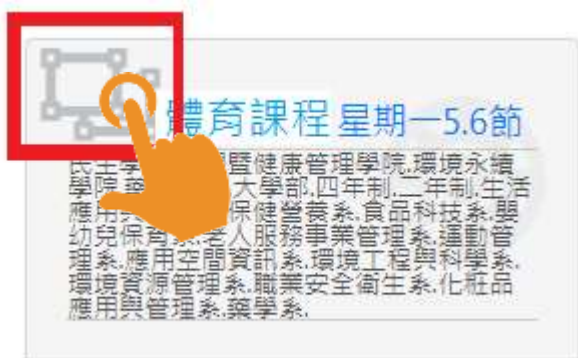 體育課程 星期一5.6節
民生學 暨健康管理學院.環境永續
學院. 大學部.四年制.二年制.生活
應用 保健營養系.食品科技系.嬰
幼兒保育系.老人服務事業管理系.運動管
理系.應用空間資訊系.環境工程與科學系.
環境資源管理系.職業安全衛生系.化粧品
應用與管理系.藥學系.